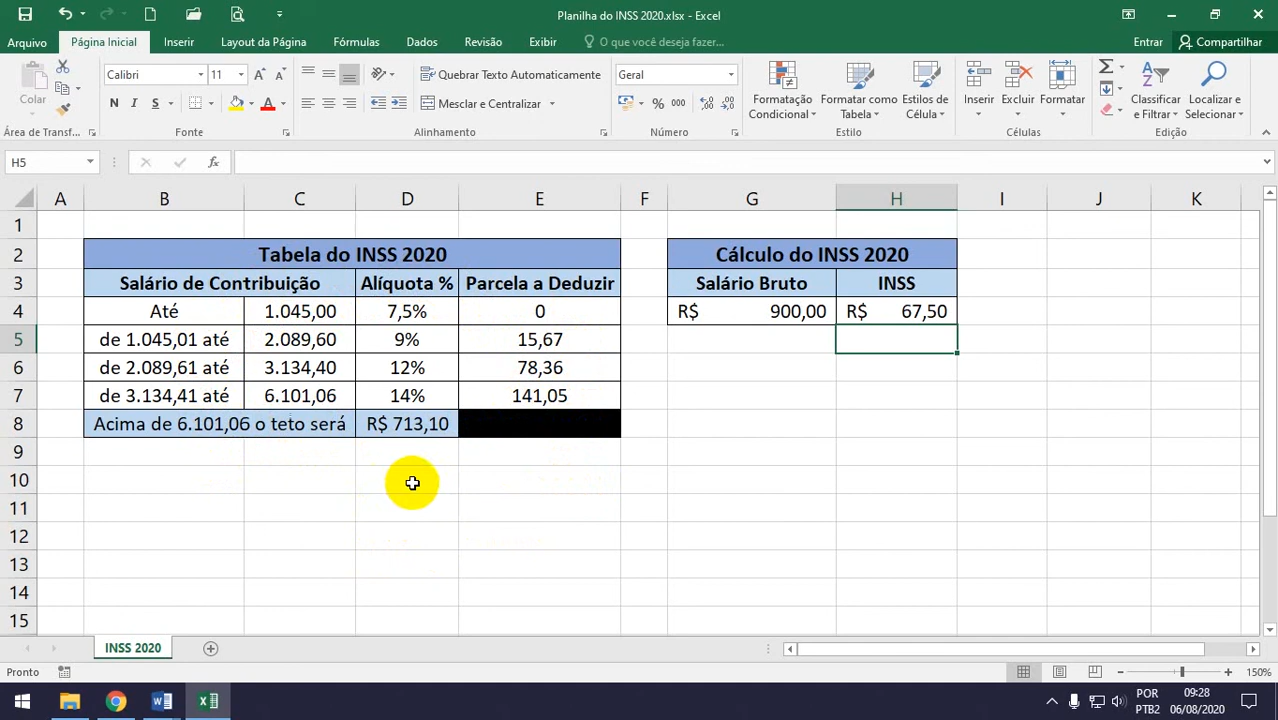 Planilha do INSS 2020.xlsx - Excel
Arquivo Página Inicial Inserir Layout da Página Fórmulas Dados Revisão Exibir O que você deseja fazer... Entrar Compartilhar
Colar Calibri 11 Quebrar Texto Automaticamente Geral
N I S Mesclar e Centralizar % 000 Formatação Condicional Formatar como Tabela Estilos de Célula Inserir Excluir Formatar Classificar e Filtrar Localizar e Selecionar
Área de Transf... Fonte Alinhamento Número Estilo Células Edição
H5 fx
A B C D E F G H I J K
1
2 Tabela do INSS 2020 Cálculo do INSS 2020
3 Salário de Contribuição Alíquota % Parcela a Deduzir Salário Bruto INSS
4 Até 1.045,00 7,5% 0 R$ 900,00 R$ 67,50
5 de 1.045,01 até 2.089,60 9% 15,67
6 de 2.089,61 até 3.134,40 12% 78,36
7 de 3.134,41 até 6.101,06 14% 141,05
8 Acima de 6.101,06 o teto será R$ 713,10
9
10
11
12
13
14
15
INSS 2020
Pronto 150%
POR 09:28
PTB2 06/08/2020